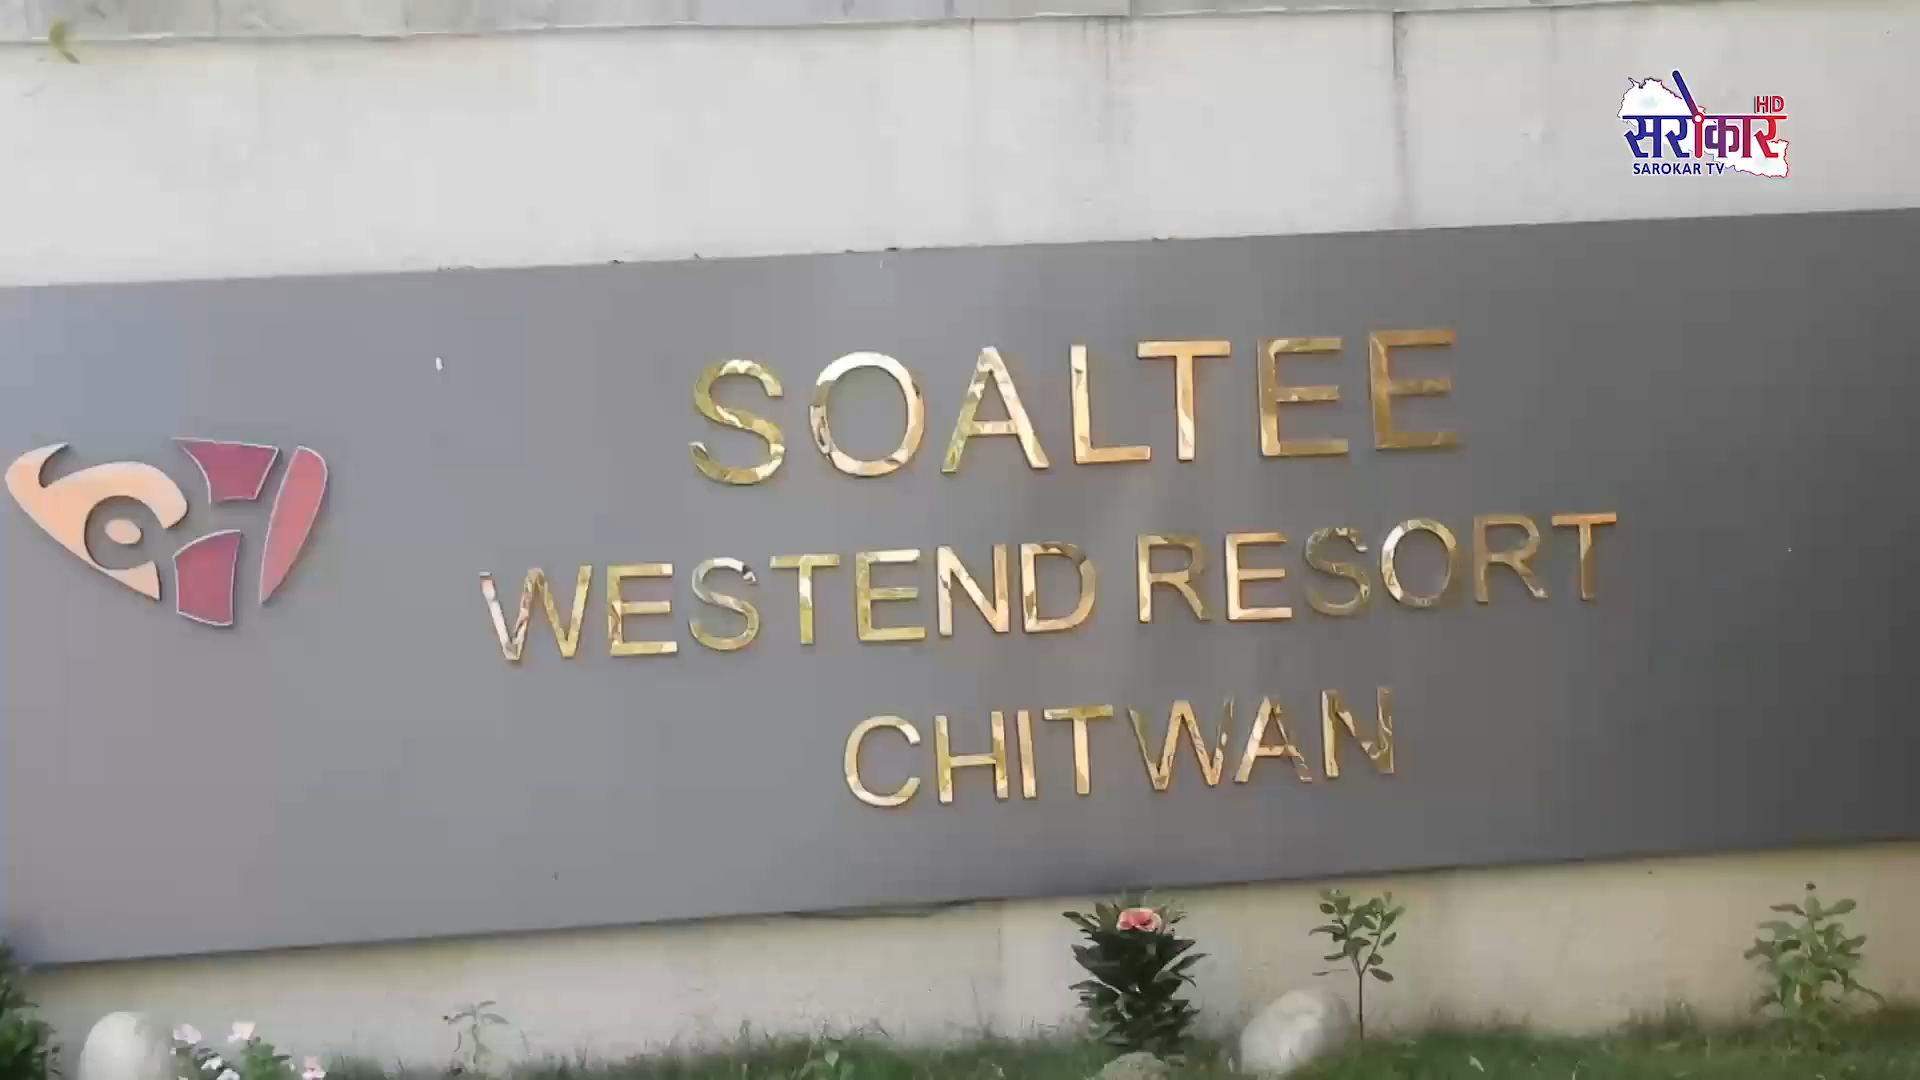 HD
सरोकार
SAROKAR TV
SOALTEE
WESTEND RESORT
CHITWAN